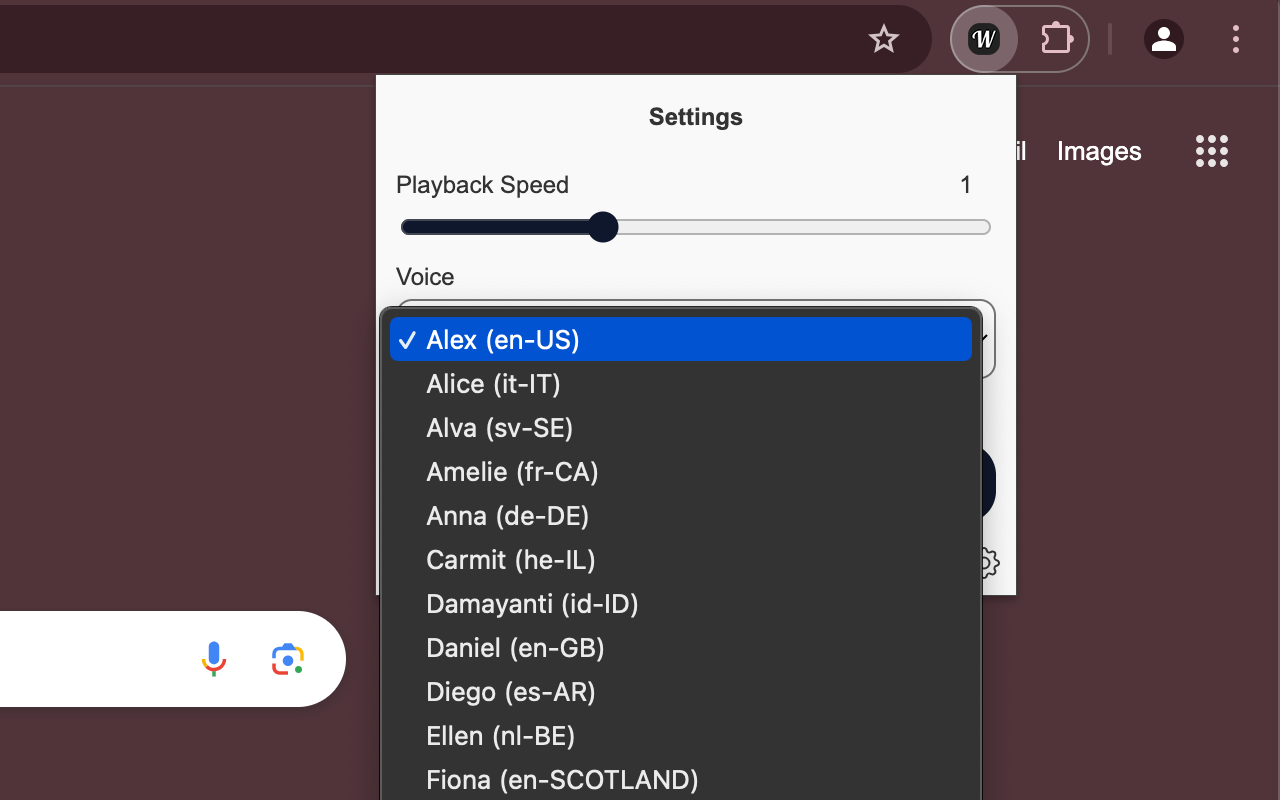 W
Settings
il
Images
Playback Speed
1
Voice
✓ Alex (en-US)
Alice (it-IT)
Alva (sv-SE)
Amelie (fr-CA)
Anna (de-DE)
Carmit (he-IL)
Damayanti (id-ID)
Daniel (en-GB)
Diego (es-AR)
Ellen (nl-BE)
Fiona (en-SCOTLAND)